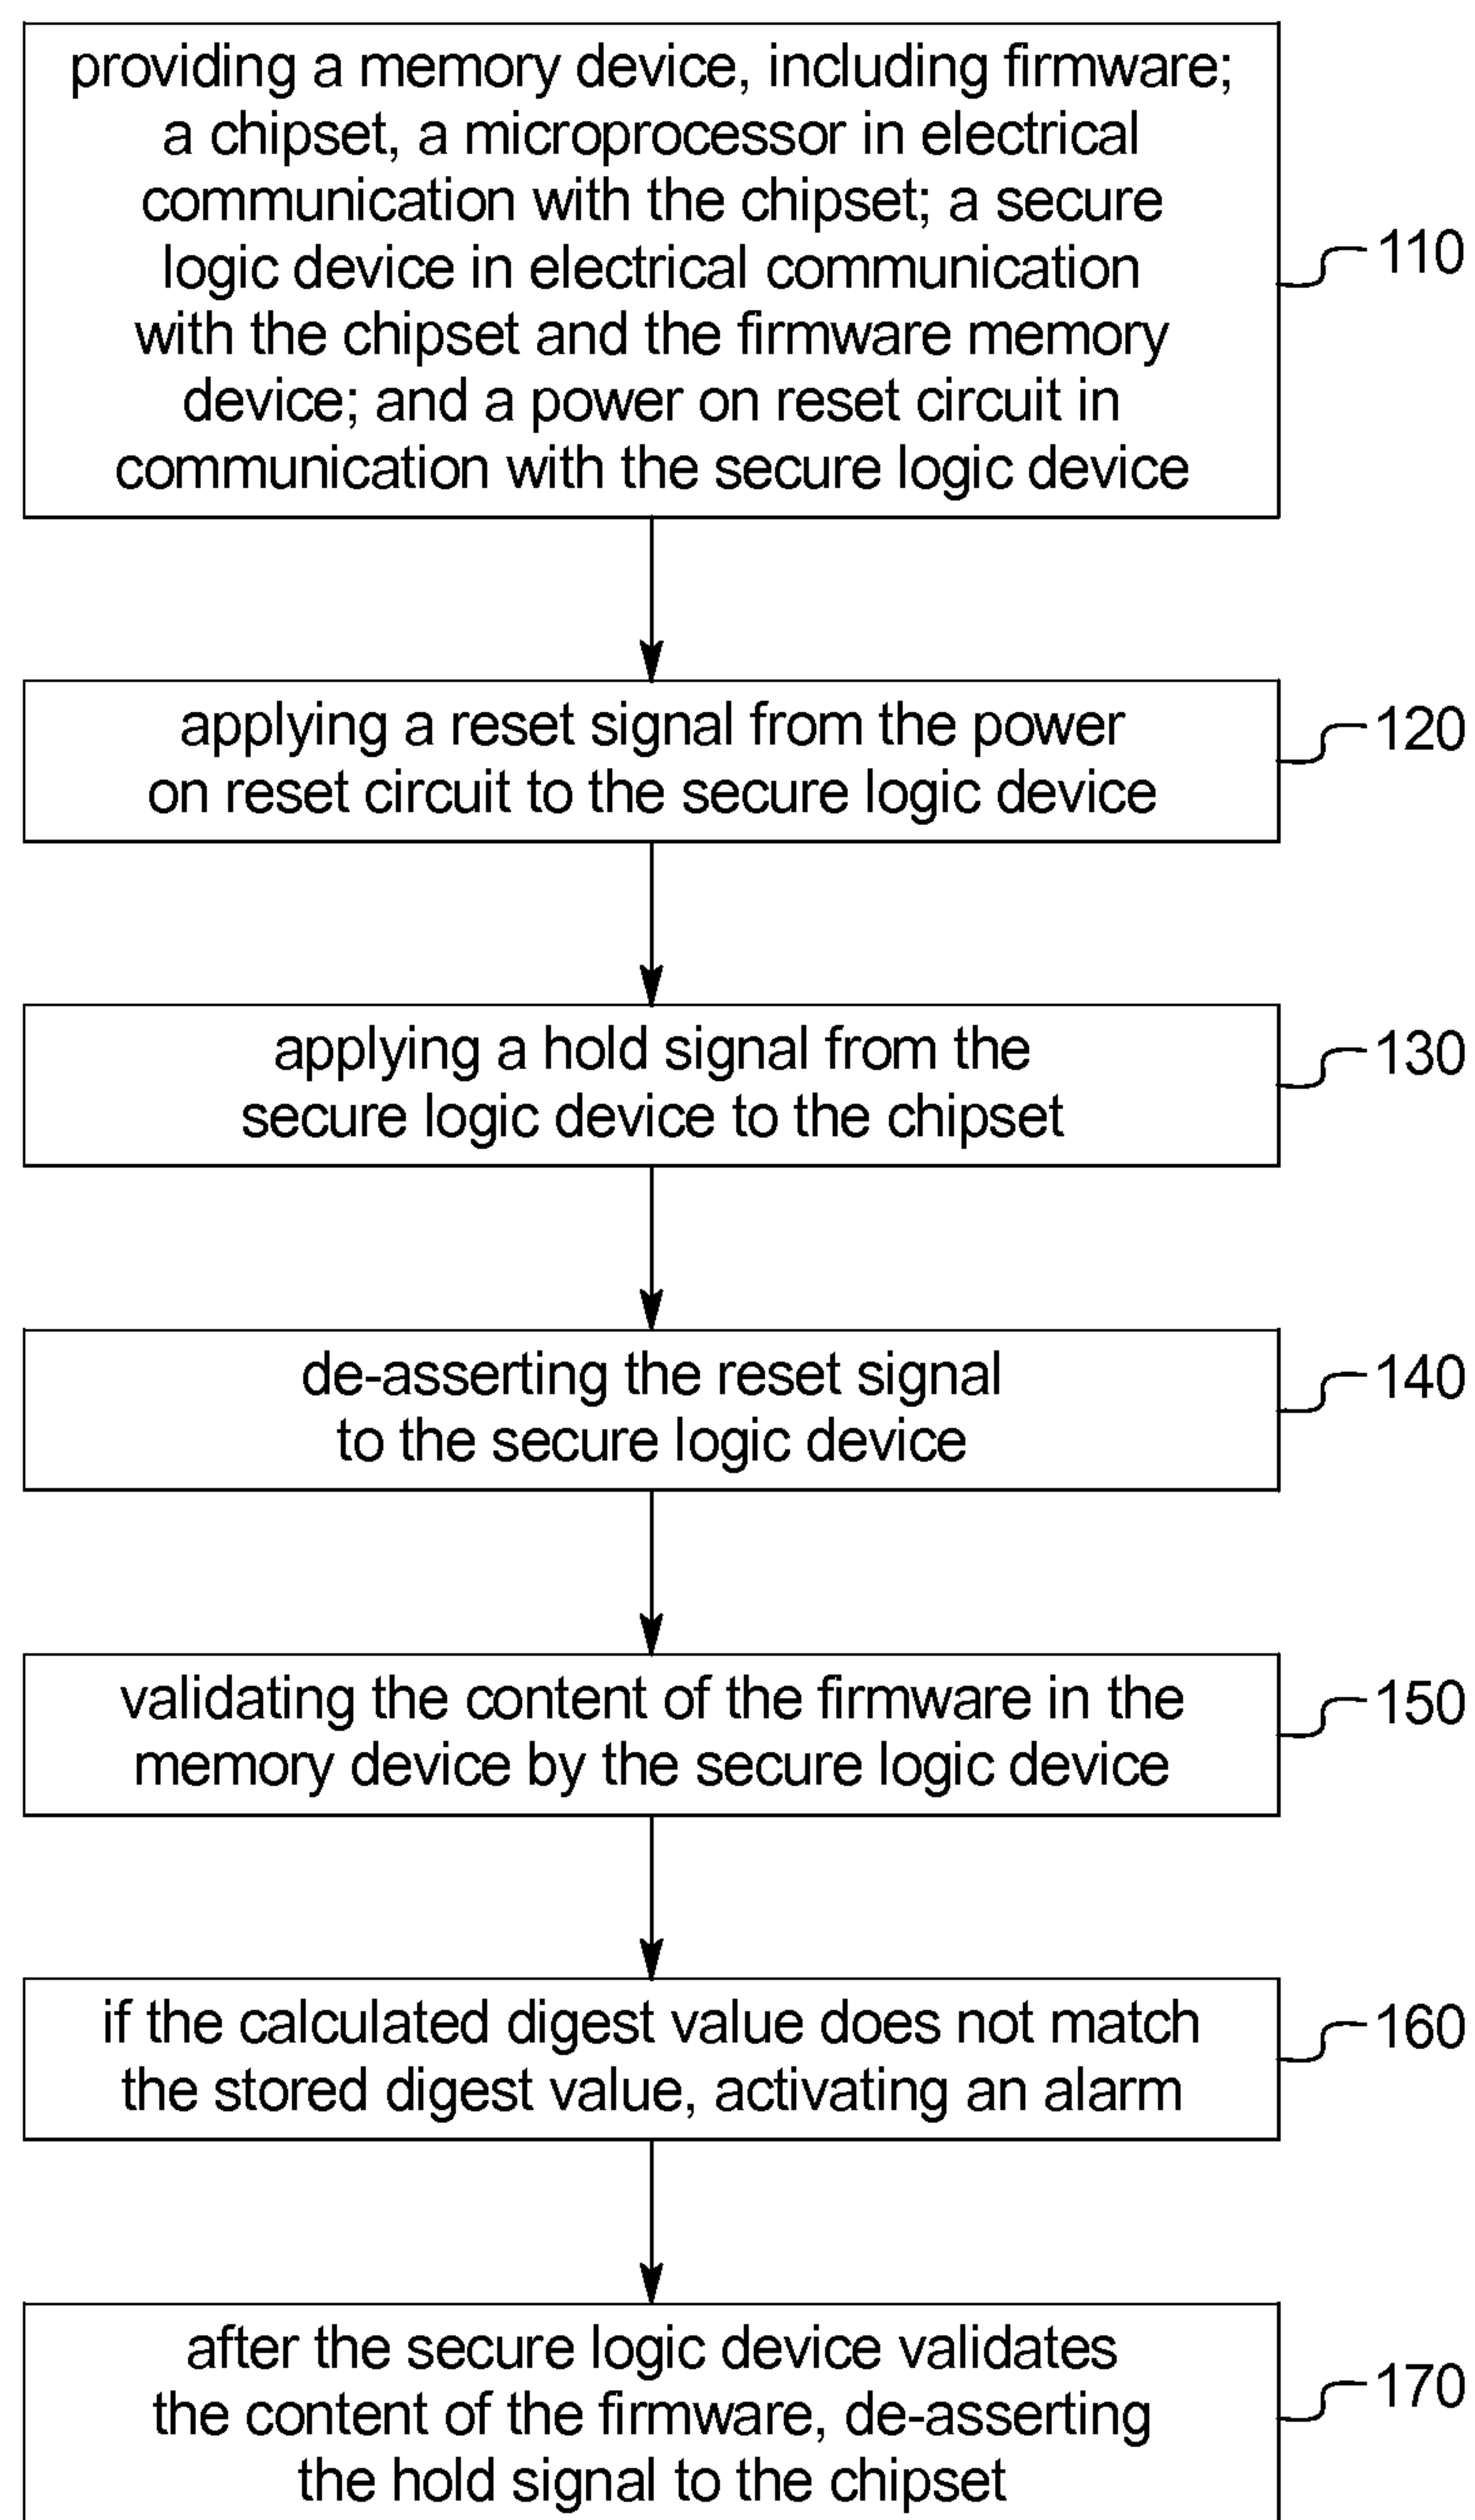 providing a memory device, including firmware;
a chipset, a microprocessor in electrical
communication with the chipset; a secure
logic device in electrical communication
with the chipset and the firmware memory
device; and a power on reset circuit in
communication with the secure logic device
110
applying a reset signal from the power
on reset circuit to the secure logic device
120
applying a hold signal from the
secure logic device to the chipset
130
de-asserting the reset signal
to the secure logic device
140
validating the content of the firmware in the
memory device by the secure logic device
150
if the calculated digest value does not match
the stored digest value, activating an alarm
160
after the secure logic device validates
the content of the firmware, de-asserting
the hold signal to the chipset
170